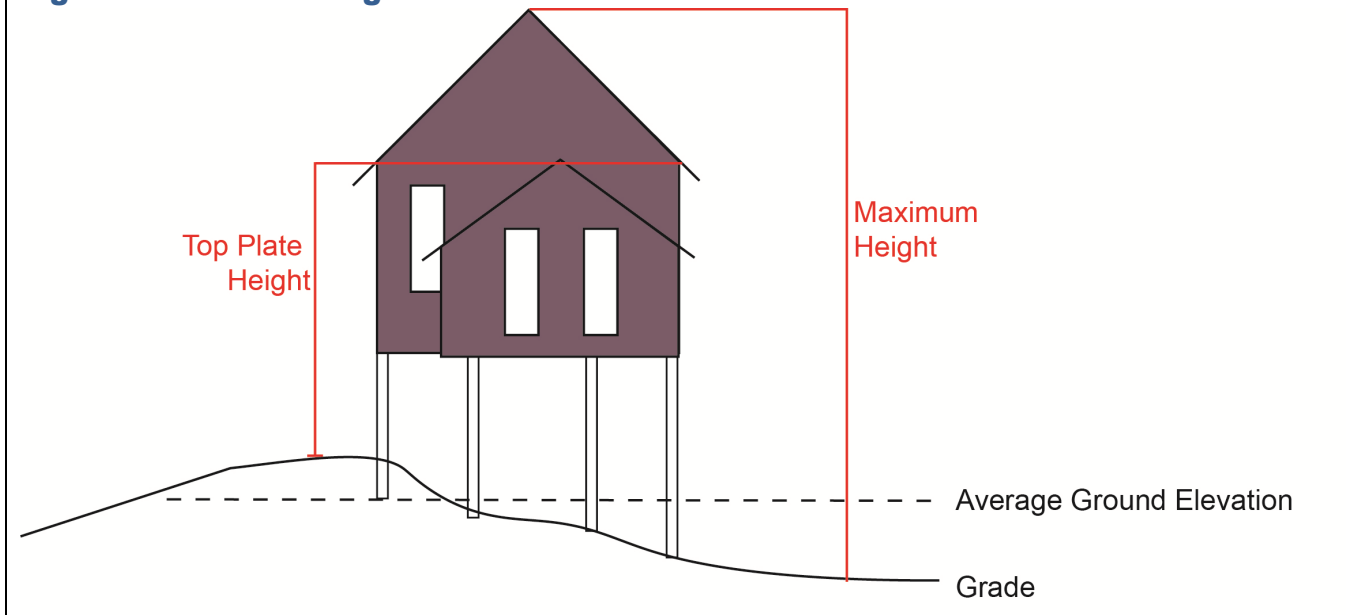 Maximum
Height
Top Plate
Height
Average Ground Elevation
Grade